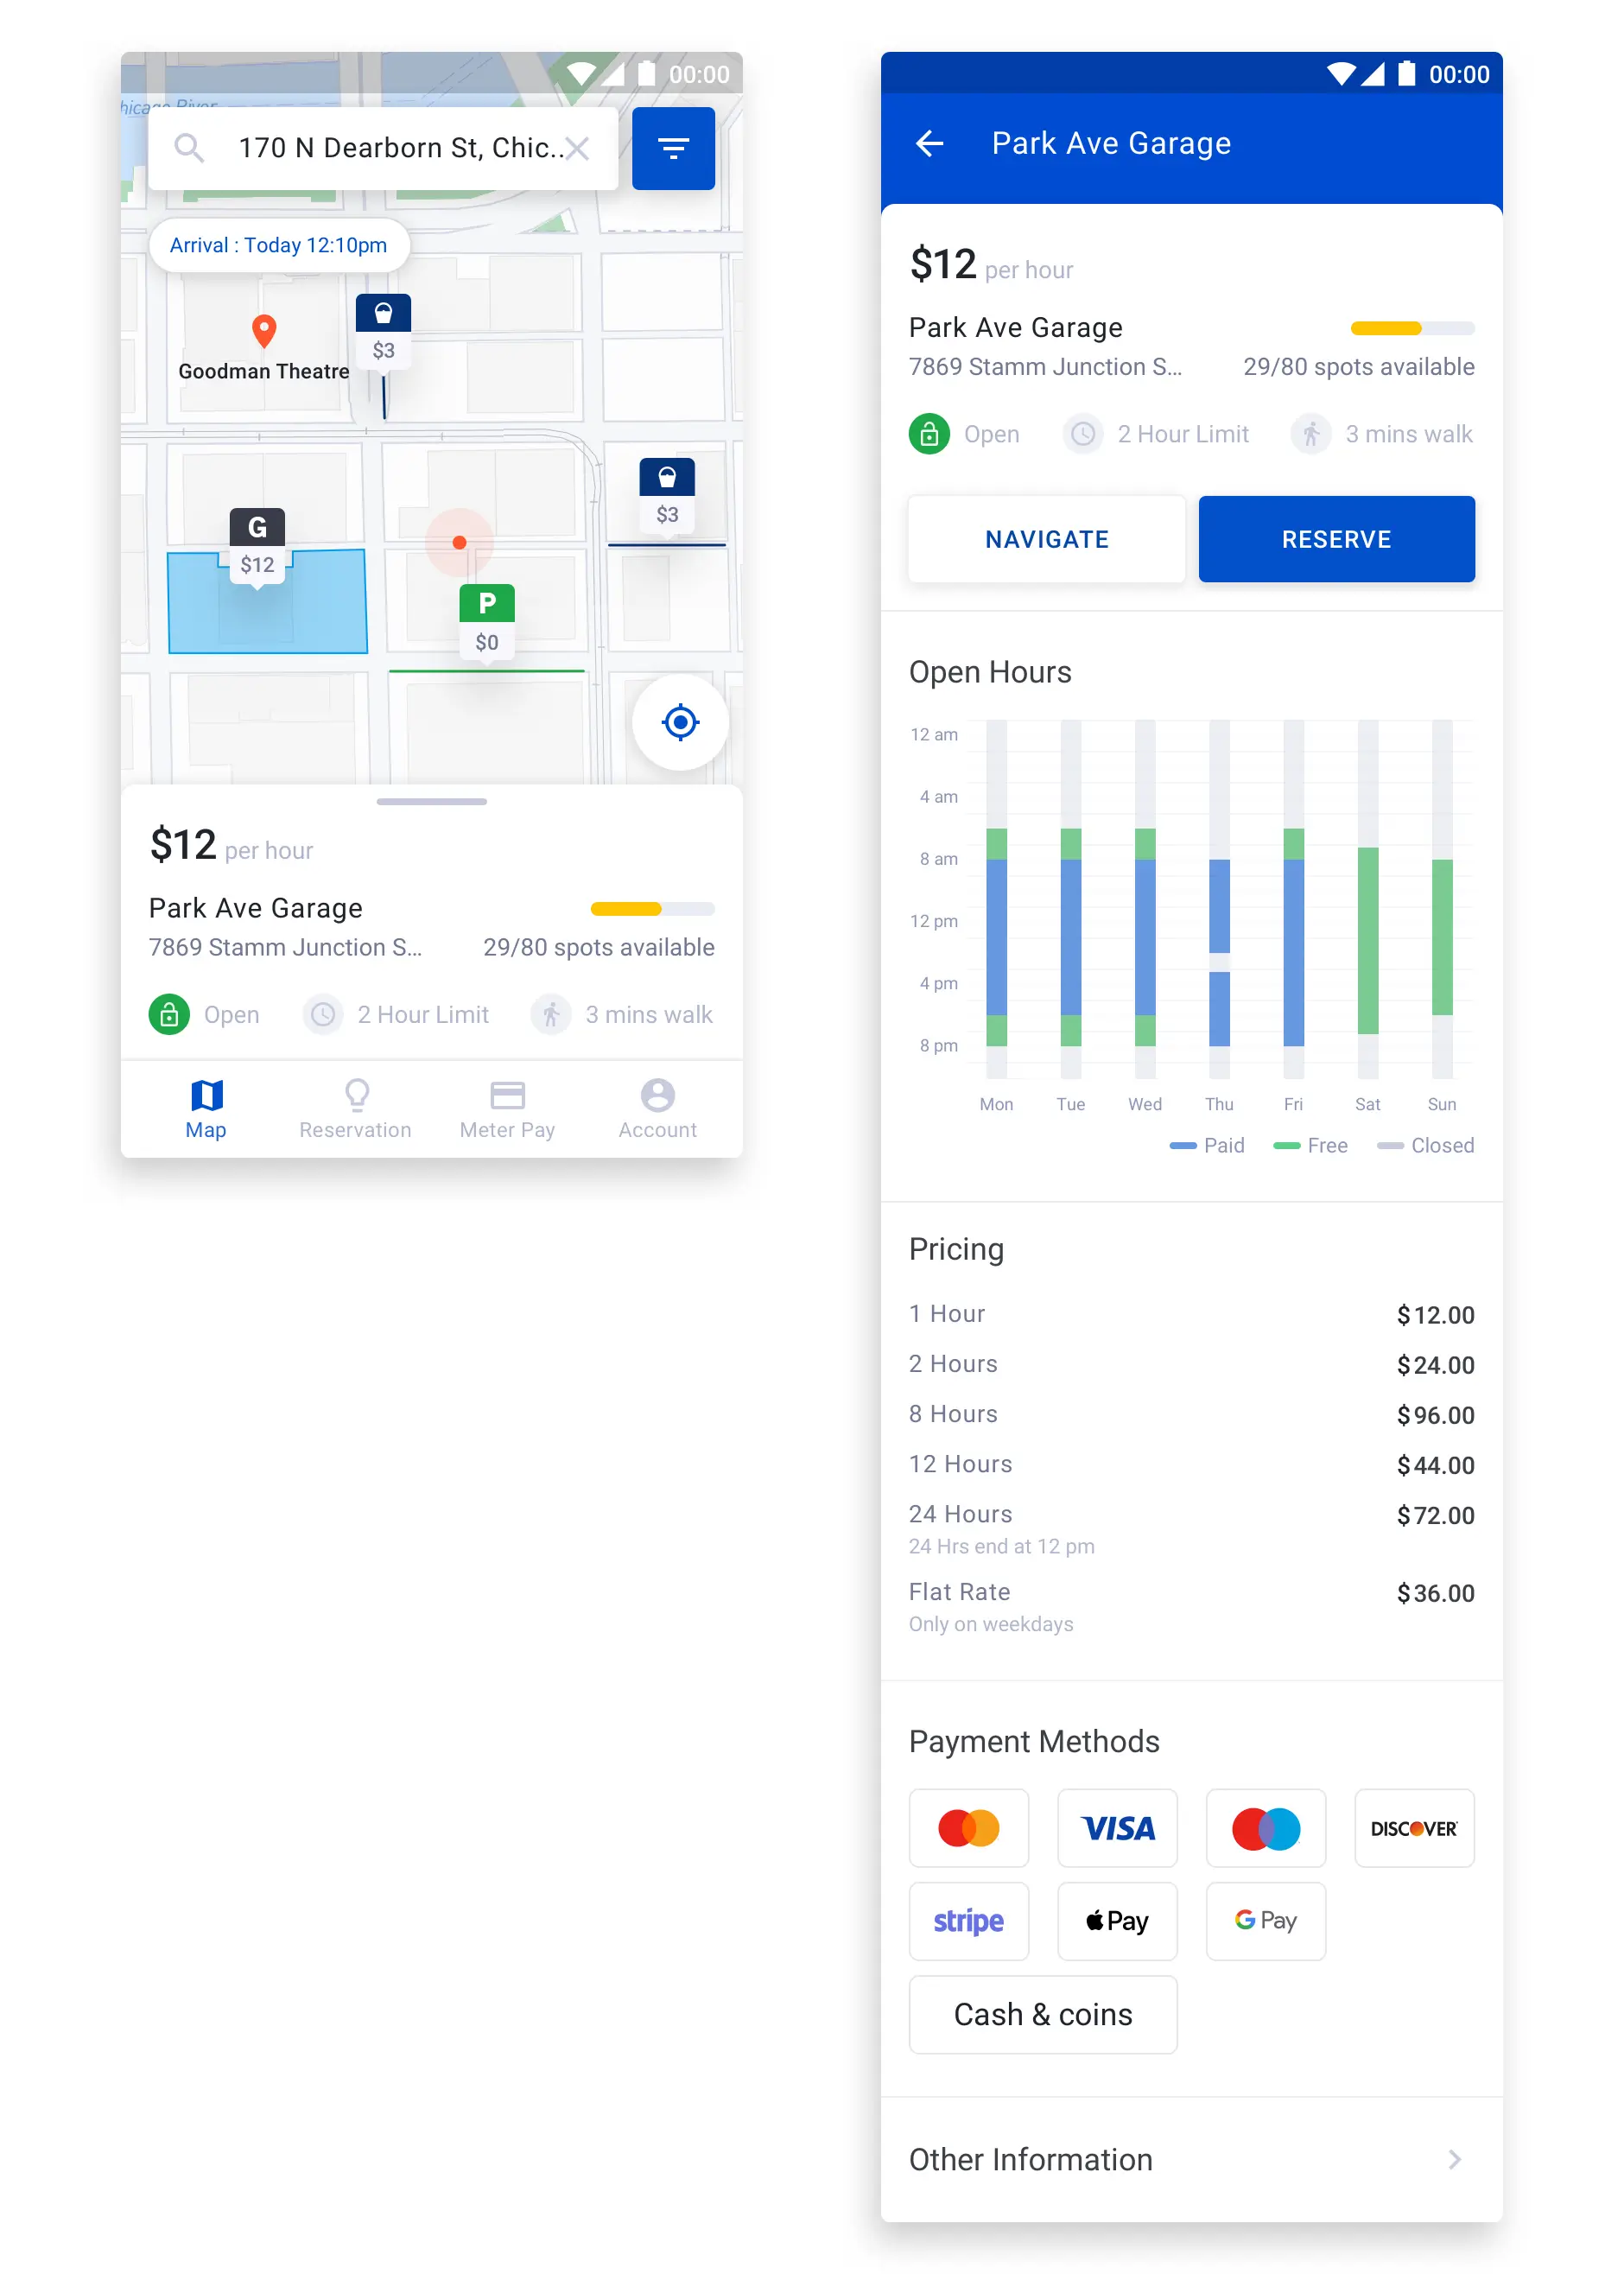 00:00
hicago River
170 N Dearborn St, Chic..
Arrival : Today 12:10pm
$3
Goodman Theatre
$3
G
$12
P
$0
$12 per hour
Park Ave Garage
7869 Stamm Junction S...
29/80 spots available
Open
2 Hour Limit
3 mins walk
Map
Reservation
Meter Pay
Account
00:00
Park Ave Garage
$12 per hour
Park Ave Garage
7869 Stamm Junction S...
29/80 spots available
Open
2 Hour Limit
3 mins walk
NAVIGATE
RESERVE
Open Hours
12 am
4 am
8 am
12 pm
4 pm
8 pm
Mon Tue Wed Thu Fri Sat Sun
Paid Free Closed
Pricing
1 Hour $12.00
2 Hours $24.00
8 Hours $96.00
12 Hours $44.00
24 Hours $72.00
24 Hrs end at 12 pm
Flat Rate $36.00
Only on weekdays
Payment Methods
VISA
DISCOVER
stripe
Pay
G Pay
Cash & coins
Other Information